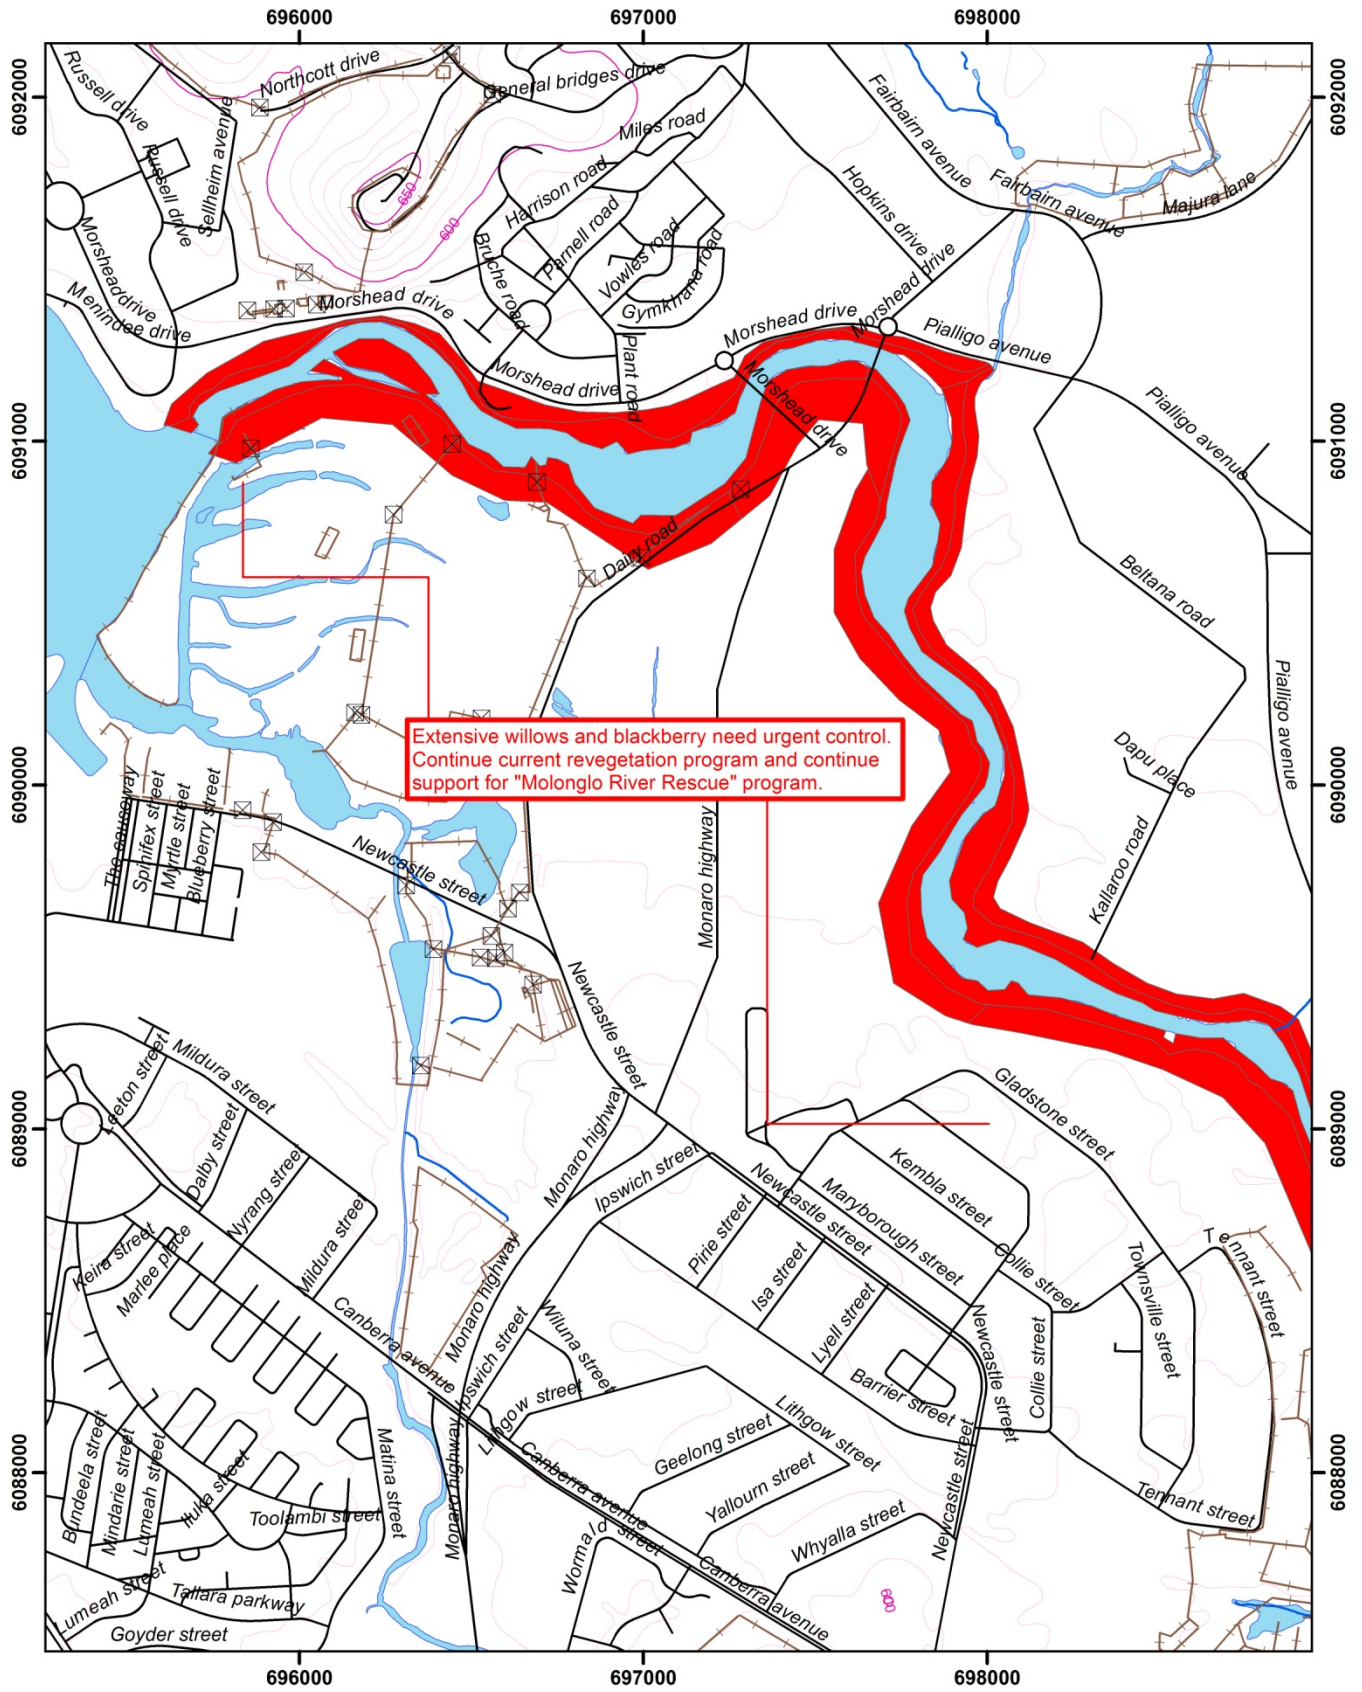 696000
697000
698000
6092000
6092000
Northcott drive
General bridges drive
Russell drive
Miles road
Fairbairn avenue
Sellheim avenue
Russell drive
650
600
Harrison road
Hopkins drive
Fairbairn avenue
Majura lane
Parnell road
Vowles road
Bruche road
Gymkhana road
Morshead drive
Morsheaddrive
Menindee drive
Morshead drive
Morshead drive
Pialligo avenue
Morshead drive
Plant road
Morshead drive
Pialligo avenue
6091000
6091000
Dairy road
Beltana road
Pialligo avenue
Extensive willows and blackberry need urgent control.
Continue current revegetation program and continue
support for "Molonglo River Rescue" program.
Dapu place
6090000
6090000
The causeway
Spinifex street
Myrtle street
Blueberry street
Newcastle street
Monaro highway
Kallaroo road
Newcastle street
Leeton street
Mildura street
Gladstone street
6089000
6089000
Dalby street
Nyrang street
Mildura street
Monaro highway
Ipswich street
Newcastle street
Maryborough street
Kembla street
Pirie street
Isa street
Lyell street
Collie street
Townsville street
Tennant street
Keira street
Marlee place
Canberra avenue
Monaro highway
Ipswich street
Wiluna street
Barrier street
Newcastle street
Collie street
Lithgow street
Lithgow street
Geelong street
Yallourn street
Whyalla street
Newcastle street
Tennant street
6088000
6088000
Bundeela street
Mindarie street
Lumeah street
Iluka street
Toolambi street
Matina street
Monaro highway
Canberra avenue
Wormald street
Canberra avenue
600
Lumeah street
Tallara parkway
Goyder street
696000
697000
698000